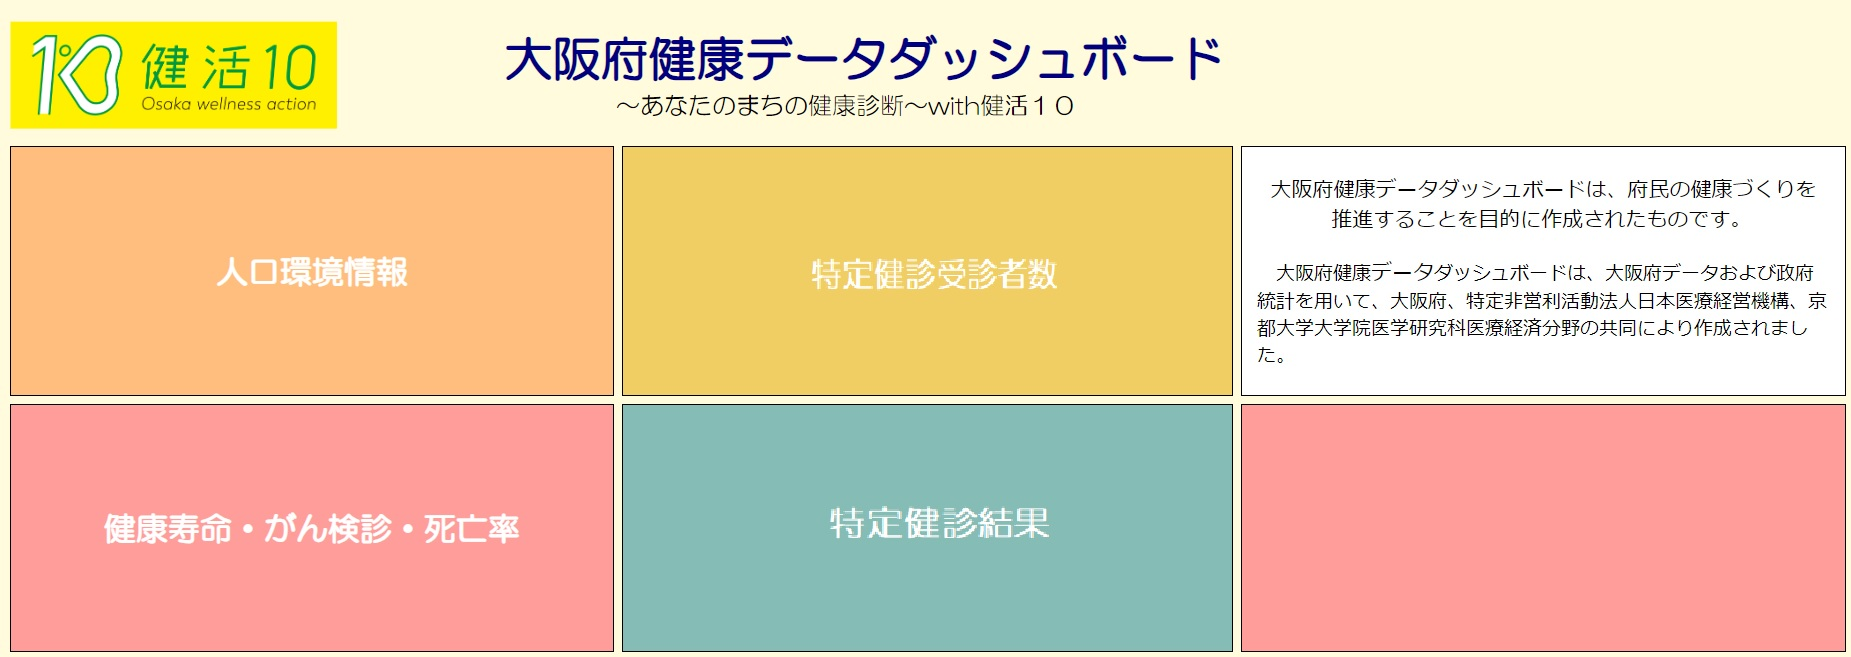 健活10
Osaka wellness action
大阪府健康データダッシュボード
～あなたのまちの健康診断～with健活１０
人口環境情報
特定健診受診者数
大阪府健康データダッシュボードは、府民の健康づくりを
推進することを目的に作成されたものです。
大阪府健康データダッシュボードは、大阪府データおよび政府
統計を用いて、大阪府、特定非営利活動法人日本医療経営機構、京
都大学大学院医学研究科医療経済分野の共同により作成されまし
た。
健康寿命・がん検診・死亡率
特定健診結果